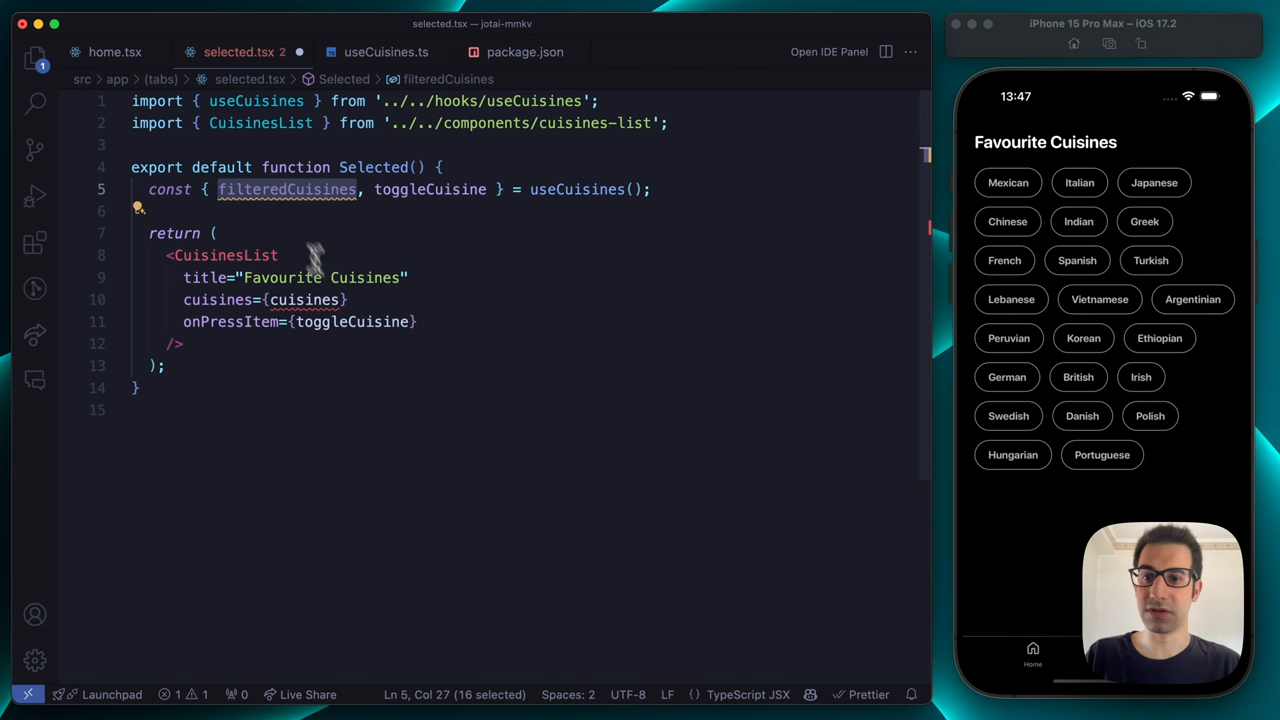 selected.tsx — jotai-mmkv
home.tsx
selected.tsx 2
useCuisines.ts
package.json
Open IDE Panel
src > app > (tabs) > selected.tsx > Selected > filteredCuisines
1 import { useCuisines } from '../../hooks/useCuisines';
2 import { CuisinesList } from '../../components/cuisines-list';
3
4 export default function Selected() {
5 const { filteredCuisines, toggleCuisine } = useCuisines();
6
7 return (
8 <CuisinesList
9 title="Favourite Cuisines"
10 cuisines={cuisines}
11 onPressItem={toggleCuisine}
12 />
13 );
14 }
15
1
Launchpad 1 1 0 Live Share Ln 5, Col 27 (16 selected) Spaces: 2 UTF-8 LF { } TypeScript JSX Prettier
iPhone 15 Pro Max – iOS 17.2
13:47
Favourite Cuisines
Mexican Italian Japanese
Chinese Indian Greek
French Spanish Turkish
Lebanese Vietnamese Argentinian
Peruvian Korean Ethiopian
German British Irish
Swedish Danish Polish
Hungarian Portuguese
Home